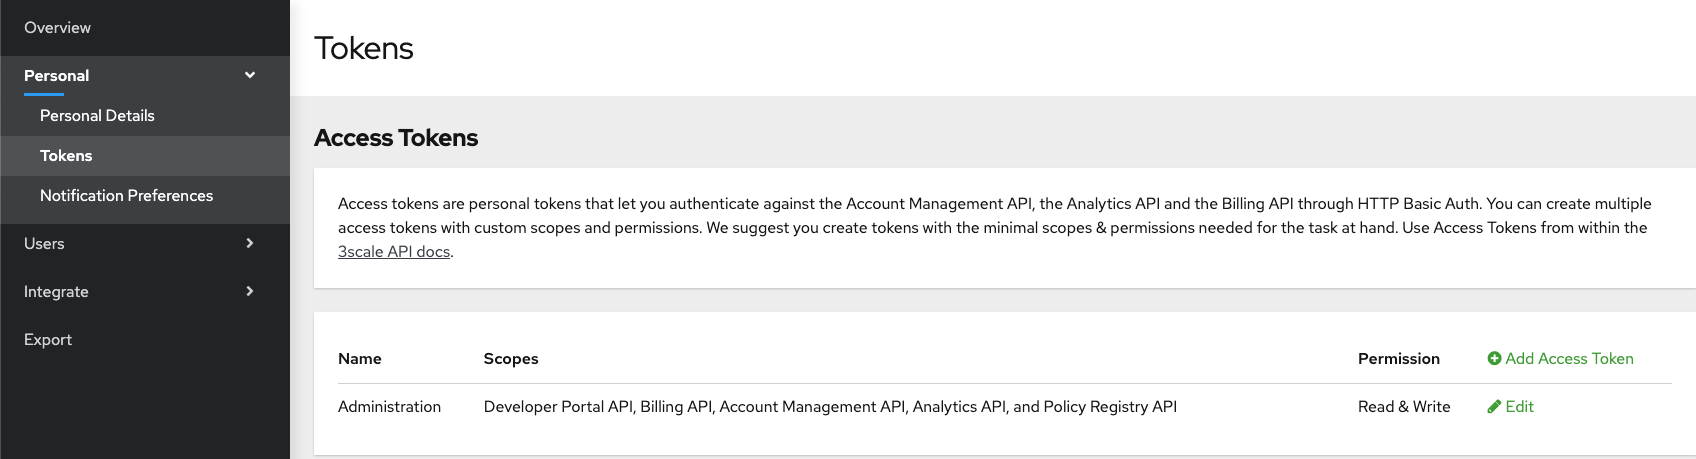 Overview
Personal
Personal Details
Tokens
Notification Preferences
Users
Integrate
Export
Tokens
Access Tokens
Access tokens are personal tokens that let you authenticate against the Account Management API, the Analytics API and the Billing API through HTTP Basic Auth. You can create multiple
access tokens with custom scopes and permissions. We suggest you create tokens with the minimal scopes & permissions needed for the task at hand. Use Access Tokens from within the
3scale API docs.
Name Scopes Permission Add Access Token
Administration Developer Portal API, Billing API, Account Management API, Analytics API, and Policy Registry API Read & Write Edit